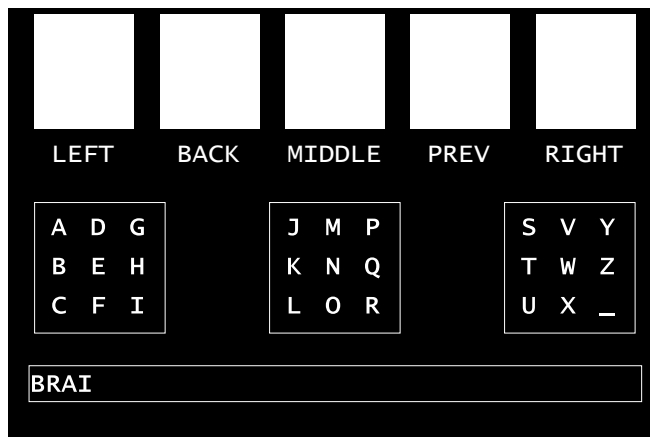 LEFT BACK MIDDLE PREV RIGHT
A D G J M P S V Y
B E H K N Q T W Z
C F I L O R U X _
BRAI